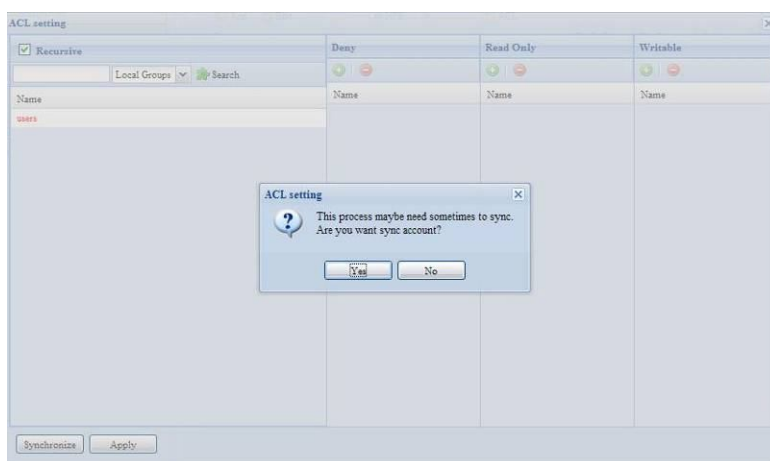 ACL setting
Recursive
Deny
Read Only
Writable
Local Groups
Search
Name
Name
Name
Name
users
ACL setting
This process maybe need sometimes to sync.
Are you want sync account?
Yes
No
Synchronize
Apply